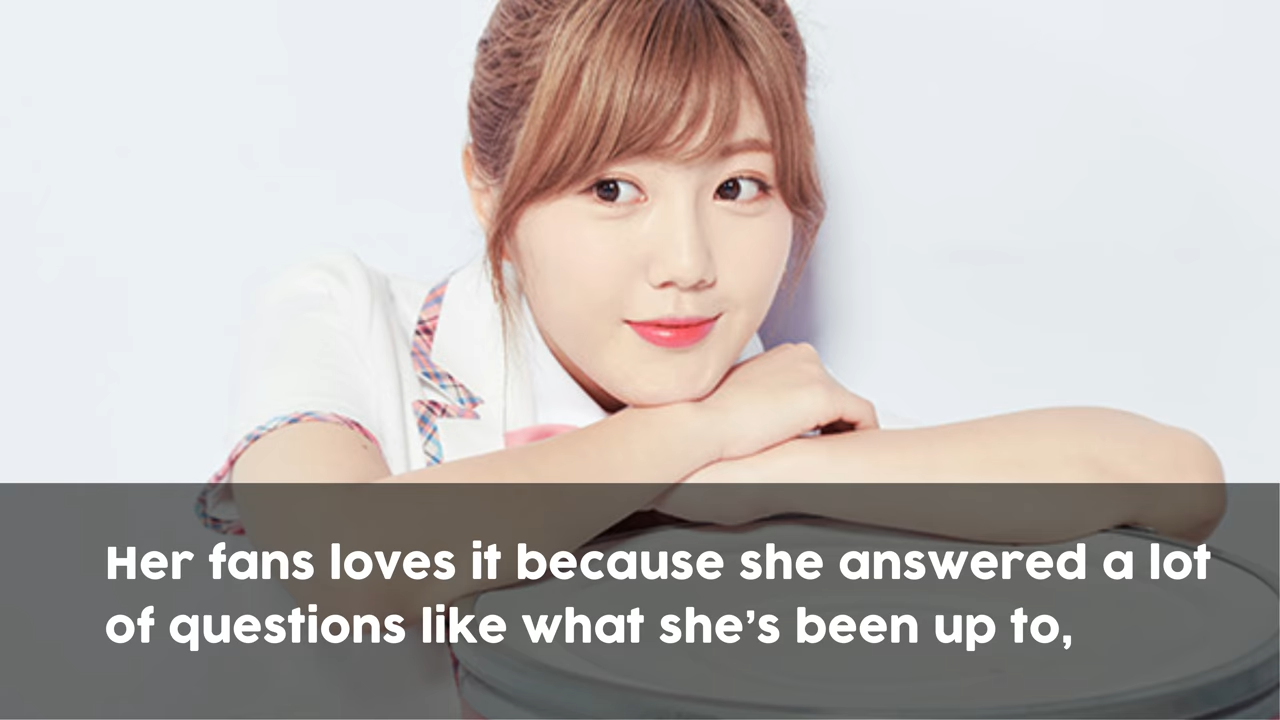 Her fans loves it because she answered a lot
of questions like what she's been up to,